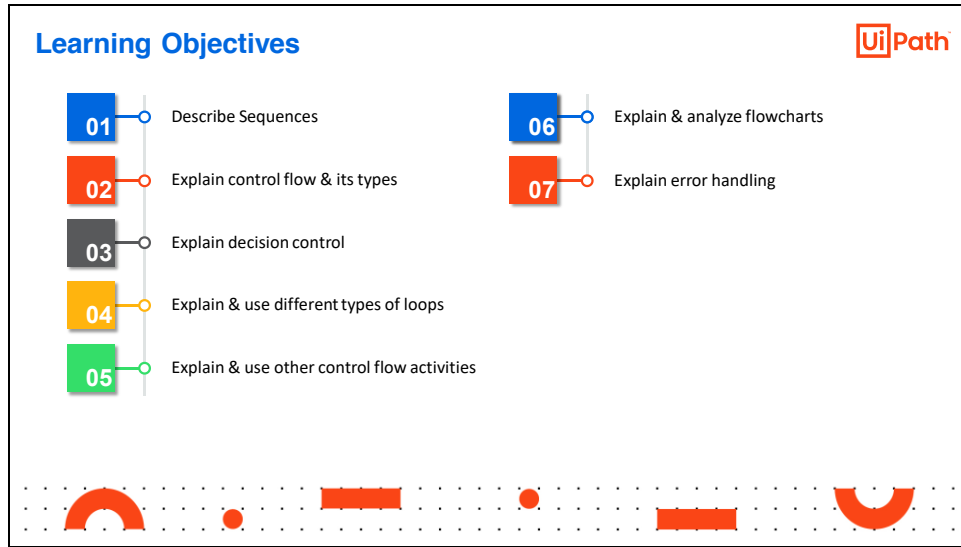 Learning Objectives
UiPath
01
Describe Sequences
02
Explain control flow & its types
03
Explain decision control
04
Explain & use different types of loops
05
Explain & use other control flow activities
06
Explain & analyze flowcharts
07
Explain error handling